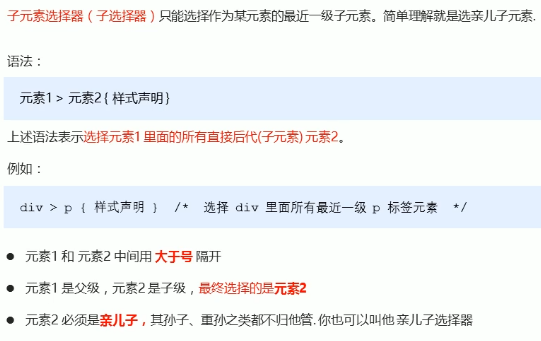 子元素选择器（子选择器）只能选择作为某元素的最近一级子元素。简单理解就是选亲儿子元素.
语法：
元素1 > 元素2 { 样式声明 }
上述语法表示选择元素1 里面的所有直接后代(子元素) 元素2。
例如：
div > p { 样式声明 } /* 选择 div 里面所有最近一级 p 标签元素 */
● 元素1 和 元素2 中间用 大于号 隔开
● 元素1 是父级，元素2 是子级，最终选择的是元素2
● 元素2 必须是亲儿子，其孙子、重孙之类都不归他管. 你也可以叫他 亲儿子选择器